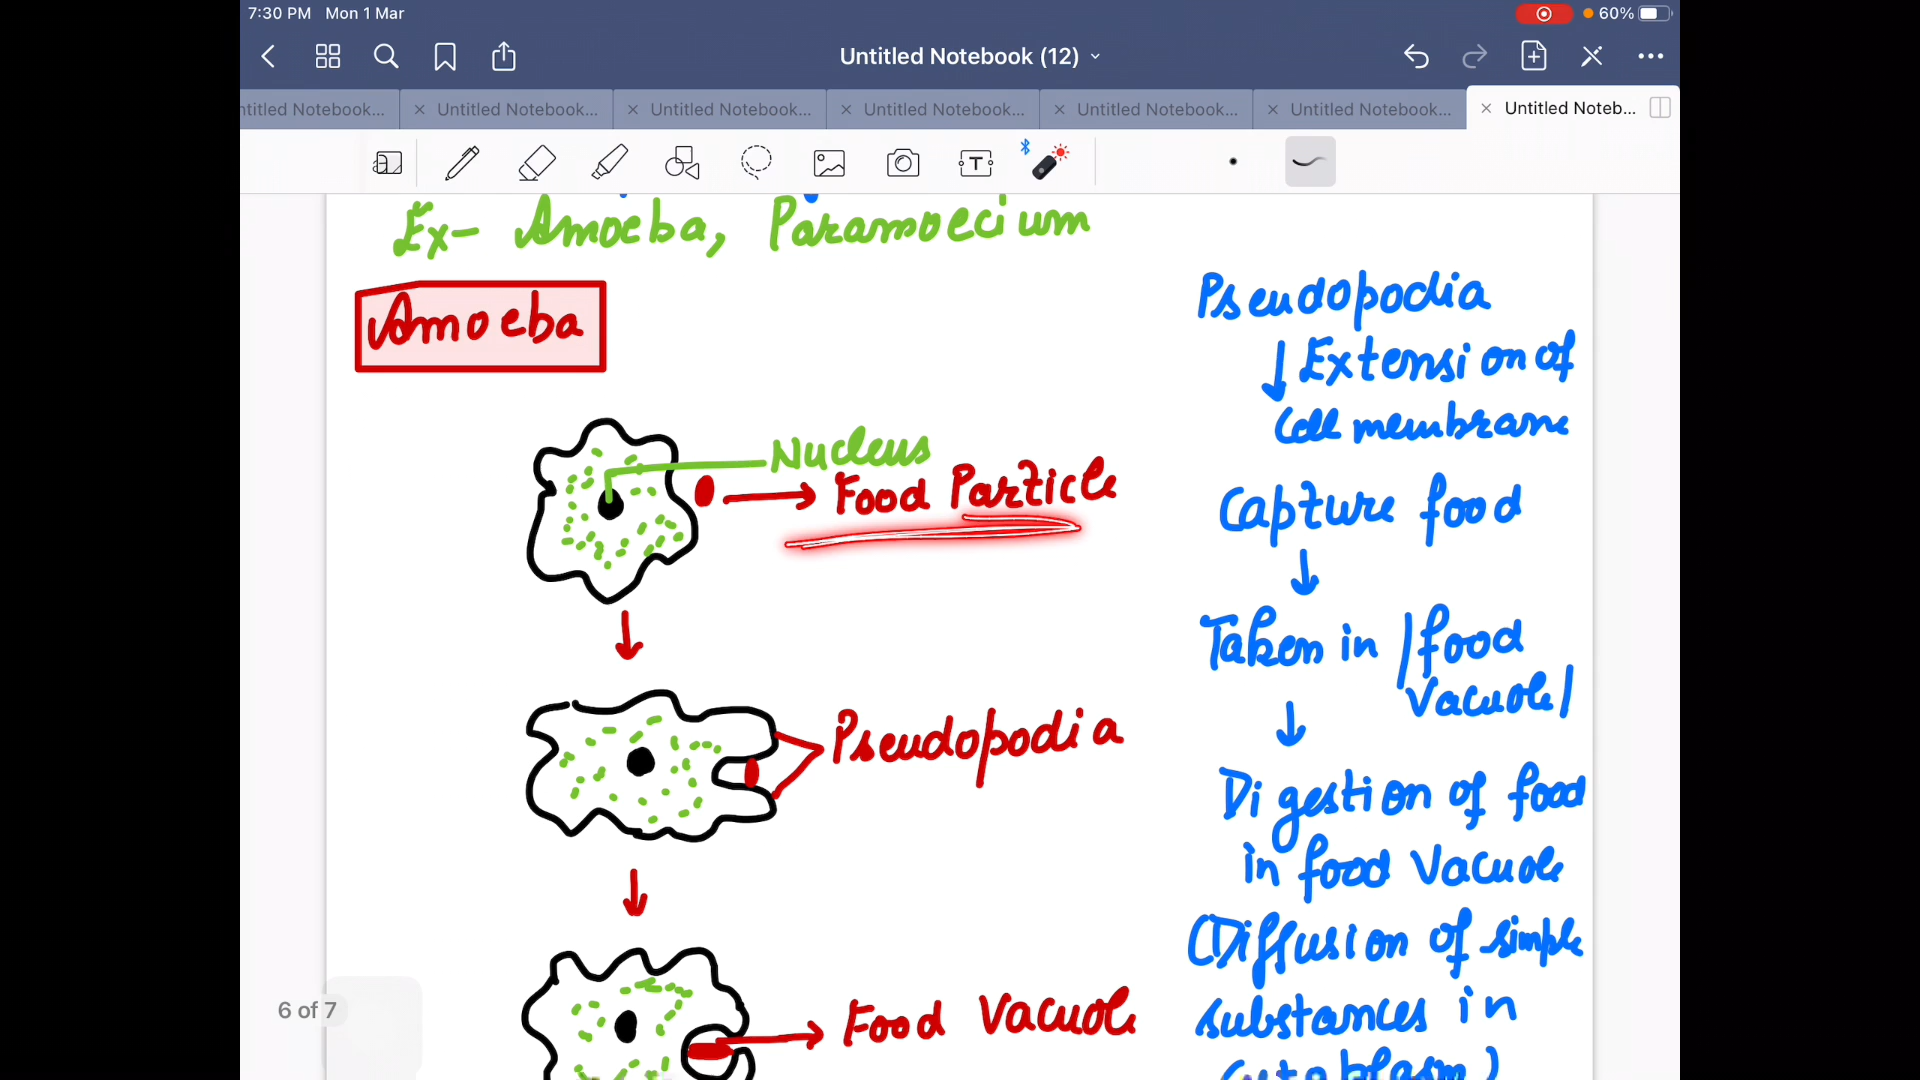 7:30 PM Mon 1 Mar
60%
Untitled Notebook (12)
ntitled Notebook...
Untitled Notebook...
Untitled Notebook...
Untitled Notebook...
Untitled Notebook...
Untitled Notebook...
Untitled Noteb...
Ex- Amoeba, Paramoecium
Amoeba
Nucleus
Food Particle
Pseudopodia
Food Vacuole
Pseudopodia
Extension of
Cell membrane
Capture food
Taken in / food
Vacuole /
Digestion of food
in food Vacuole
(Diffusion of simple
substances in
cytoplasm)
6 of 7